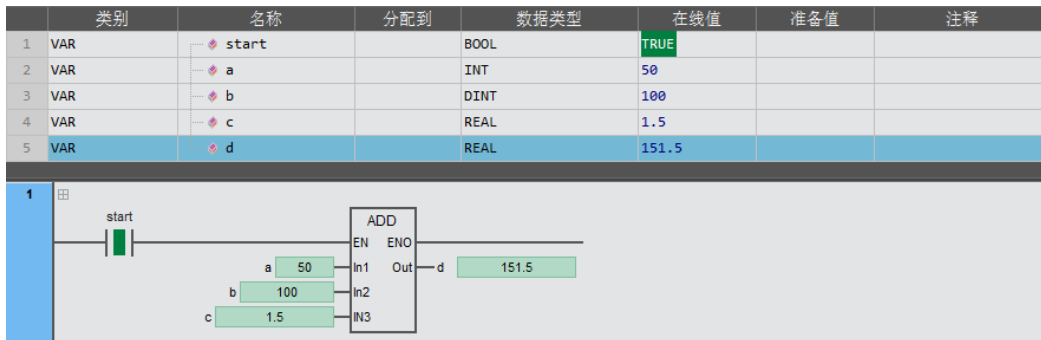 类别 名称 分配到 数据类型 在线值 准备值 注释
1 VAR start BOOL TRUE
2 VAR a INT 50
3 VAR b DINT 100
4 VAR c REAL 1.5
5 VAR d REAL 151.5
1
start
ADD
EN ENO
a 50 In1 Out d 151.5
b 100 In2
c 1.5 IN3